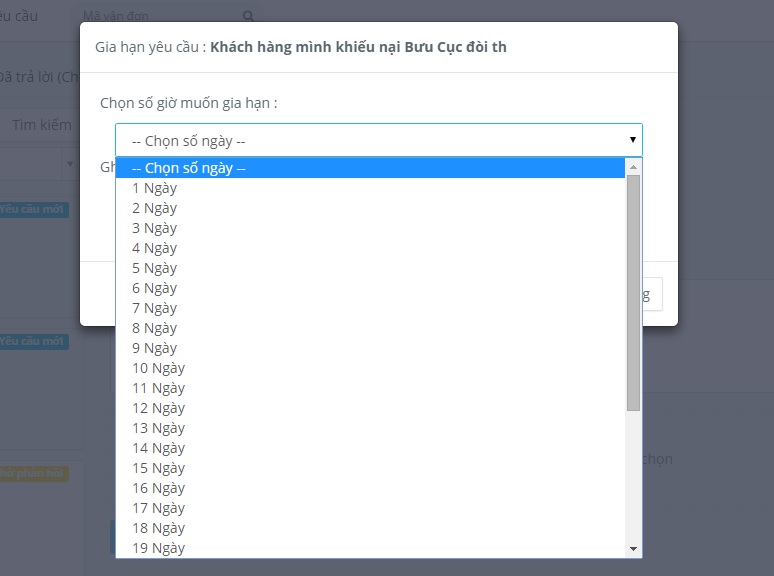 êu cầu
Mã vận đơn
Gia hạn yêu cầu : Khách hàng mình khiếu nại Bưu Cục đòi th
Đã trả lời (Ch
Chọn số giờ muốn gia hạn :
Tìm kiếm
-- Chọn số ngày --
Gh
-- Chọn số ngày --
1 Ngày
2 Ngày
Yêu cầu mới
3 Ngày
4 Ngày
5 Ngày
6 Ngày
g
7 Ngày
8 Ngày
Yêu cầu mới
9 Ngày
10 Ngày
11 Ngày
12 Ngày
13 Ngày
14 Ngày
chọn
15 Ngày
hờ phản hồi
16 Ngày
17 Ngày
18 Ngày
19 Ngày